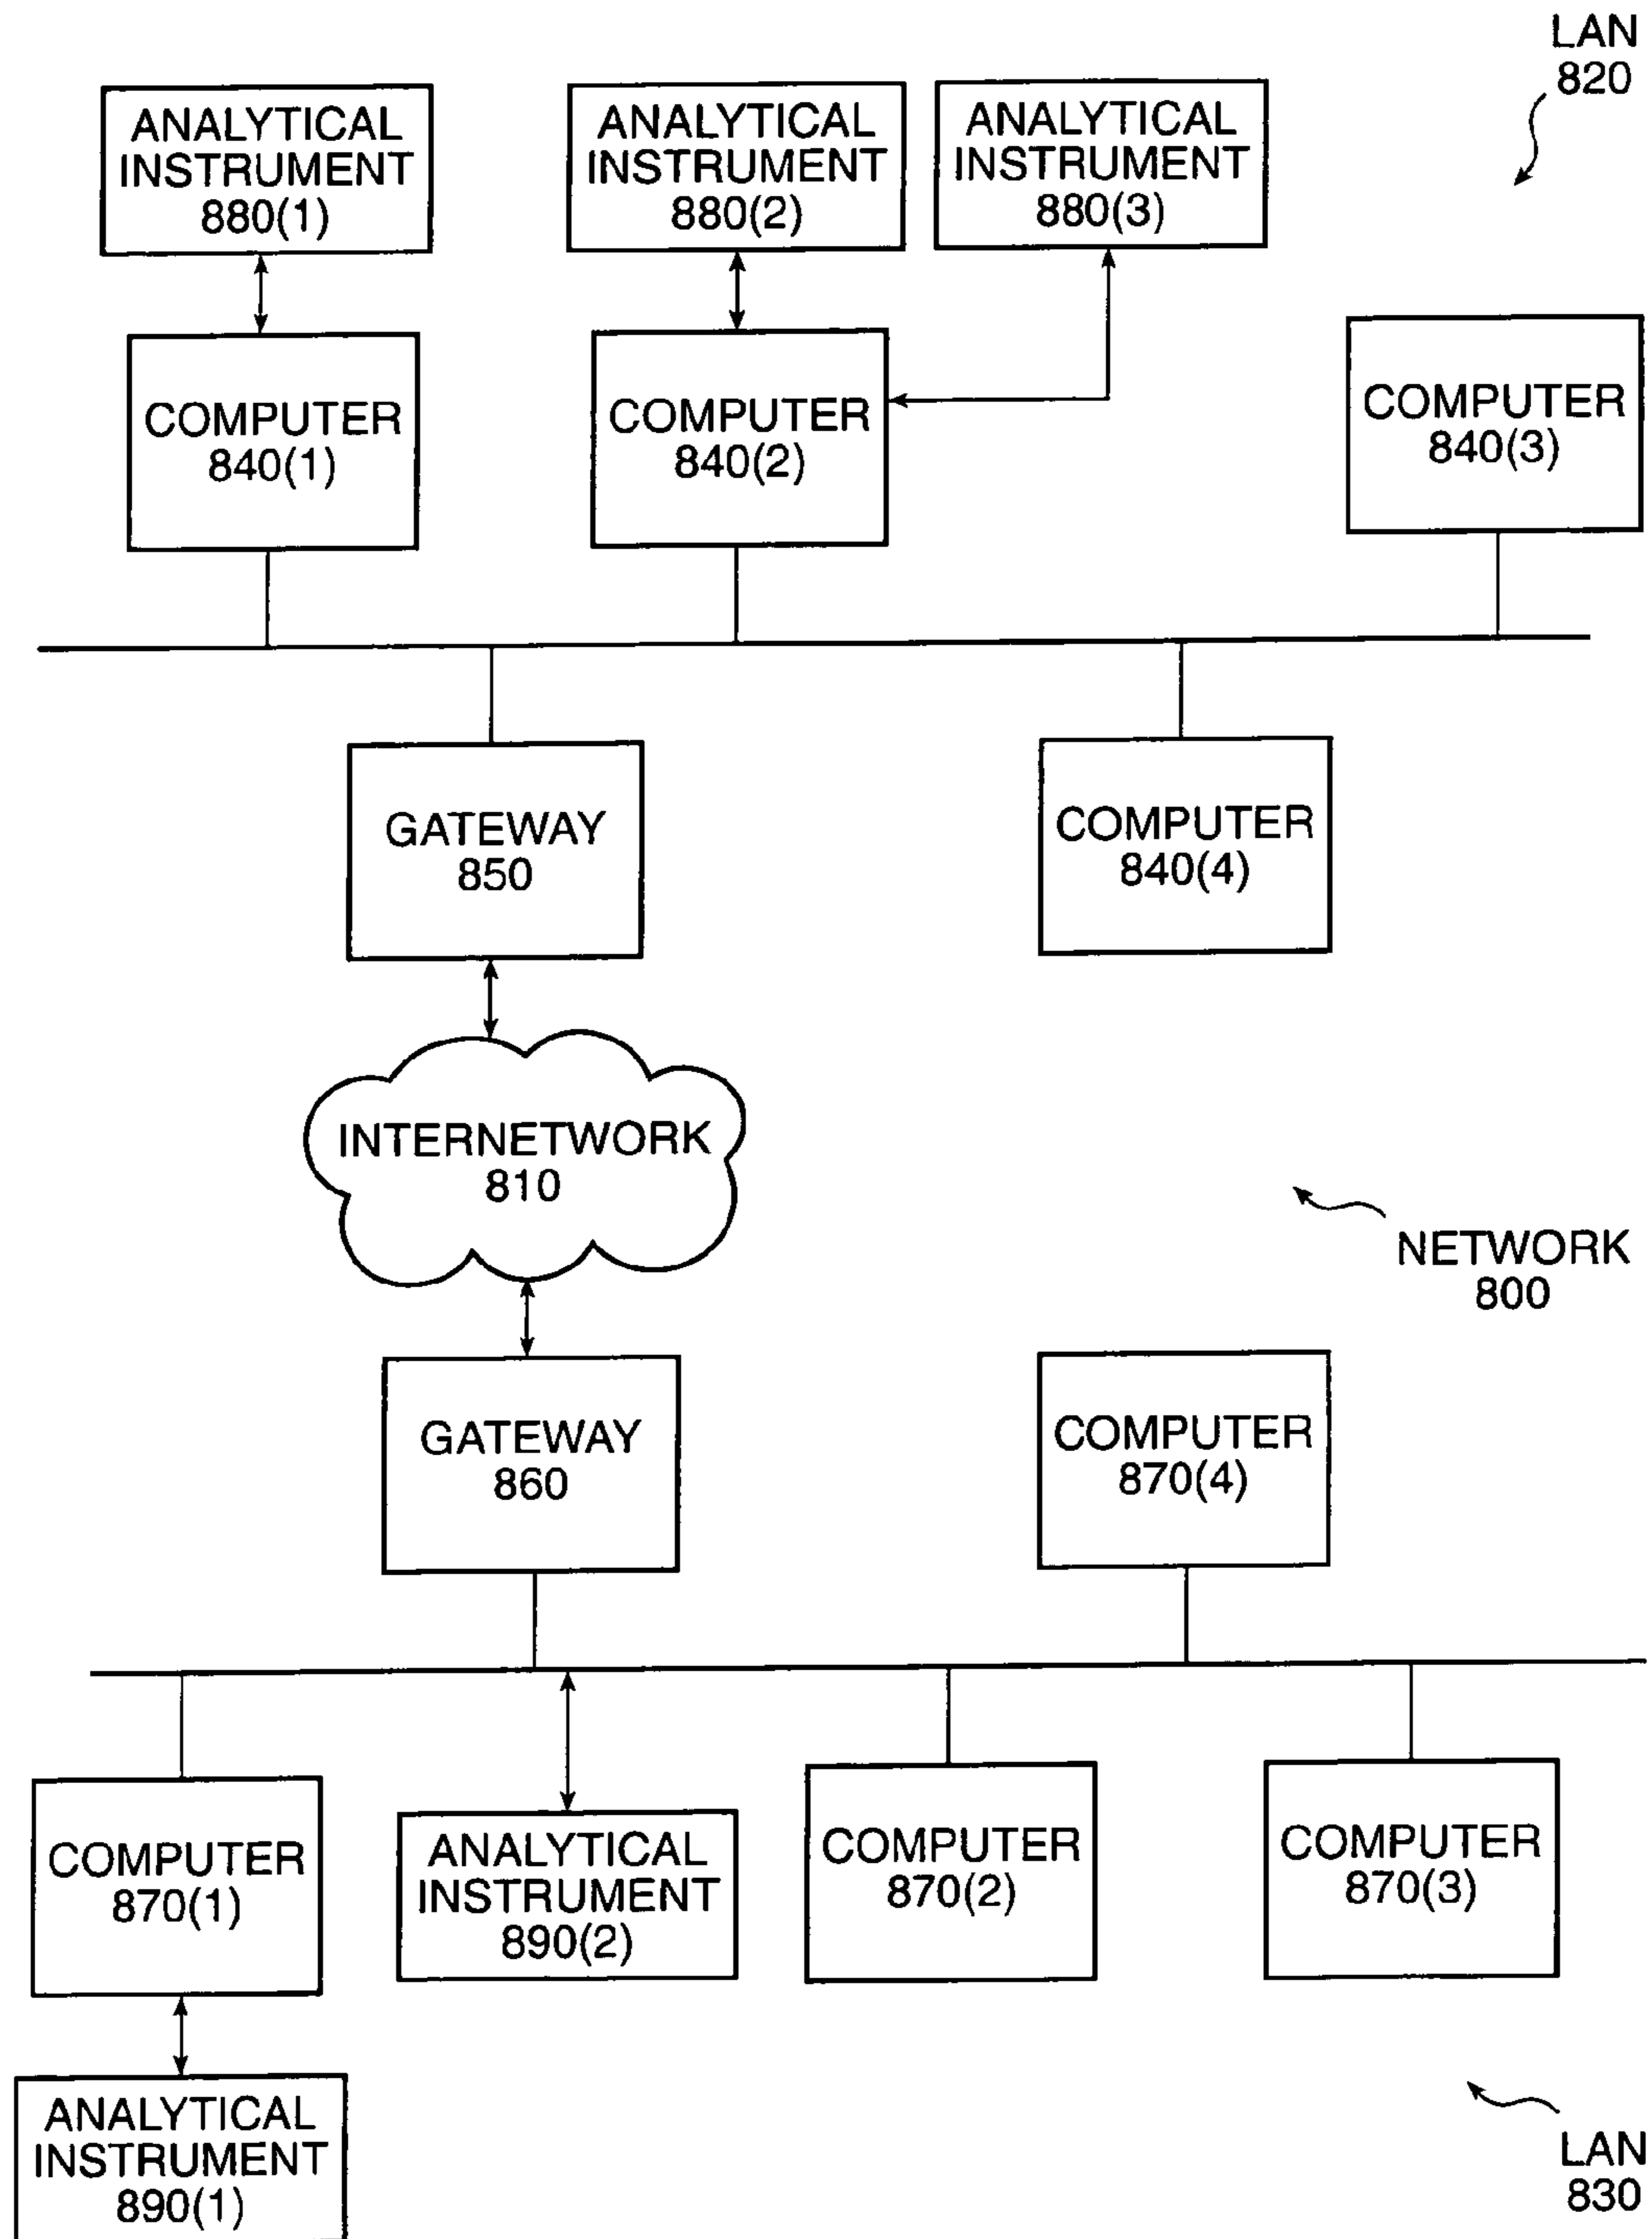 LAN
820
ANALYTICAL
INSTRUMENT
880(1)
ANALYTICAL
INSTRUMENT
880(2)
ANALYTICAL
INSTRUMENT
880(3)
COMPUTER
840(1)
COMPUTER
840(2)
COMPUTER
840(3)
GATEWAY
850
COMPUTER
840(4)
INTERNETWORK
810
NETWORK
800
GATEWAY
860
COMPUTER
870(4)
COMPUTER
870(1)
ANALYTICAL
INSTRUMENT
890(2)
COMPUTER
870(2)
COMPUTER
870(3)
ANALYTICAL
INSTRUMENT
890(1)
LAN
830